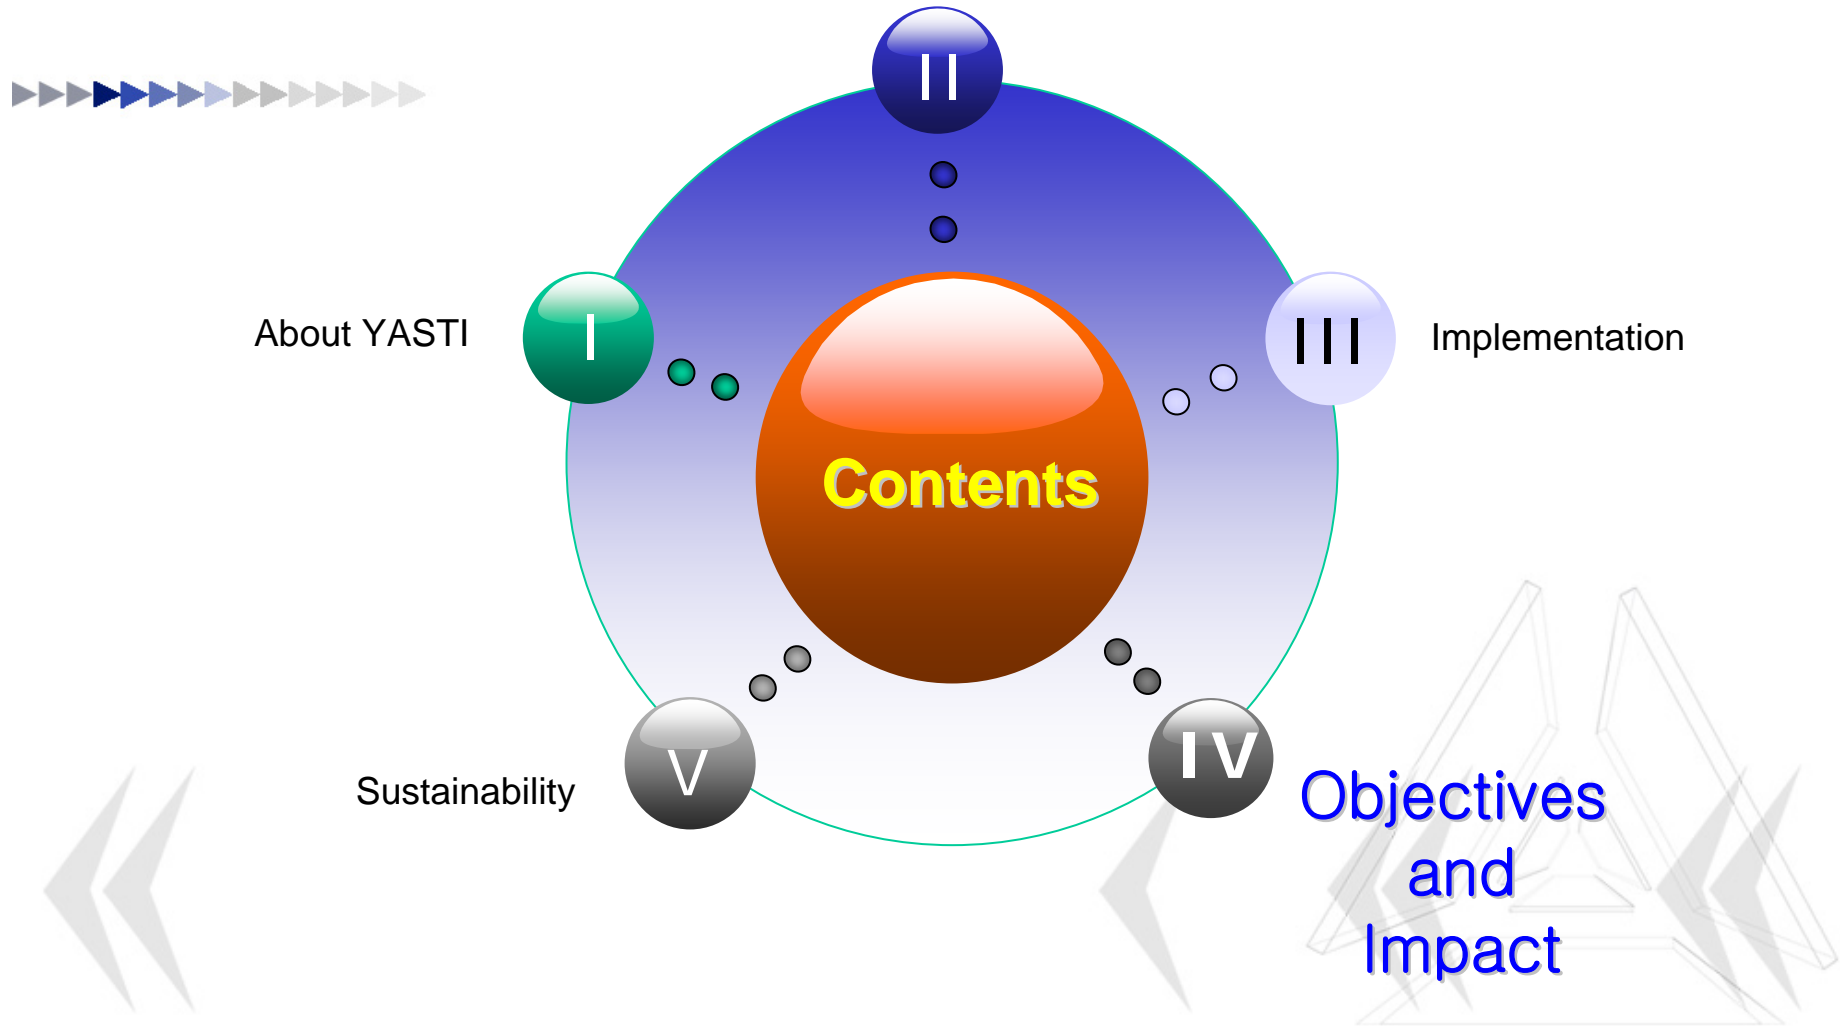 II
About YASTI
I
III
Implementation
Contents
Sustainability
V
IV
Objectives
and
Impact